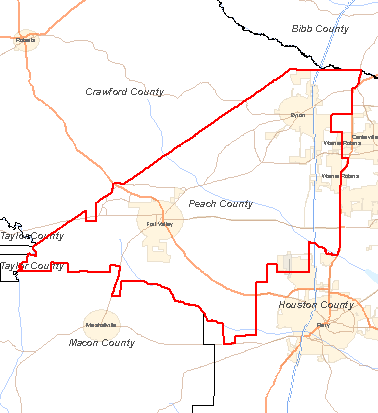 Bibb County
Roberta
Crawford County
Byron
Centerville
Warner Robins
Warner Robins
Peach County
Fort Valley
Taylor County
Taylor County
Houston County
Marshallville
Perry
Macon County